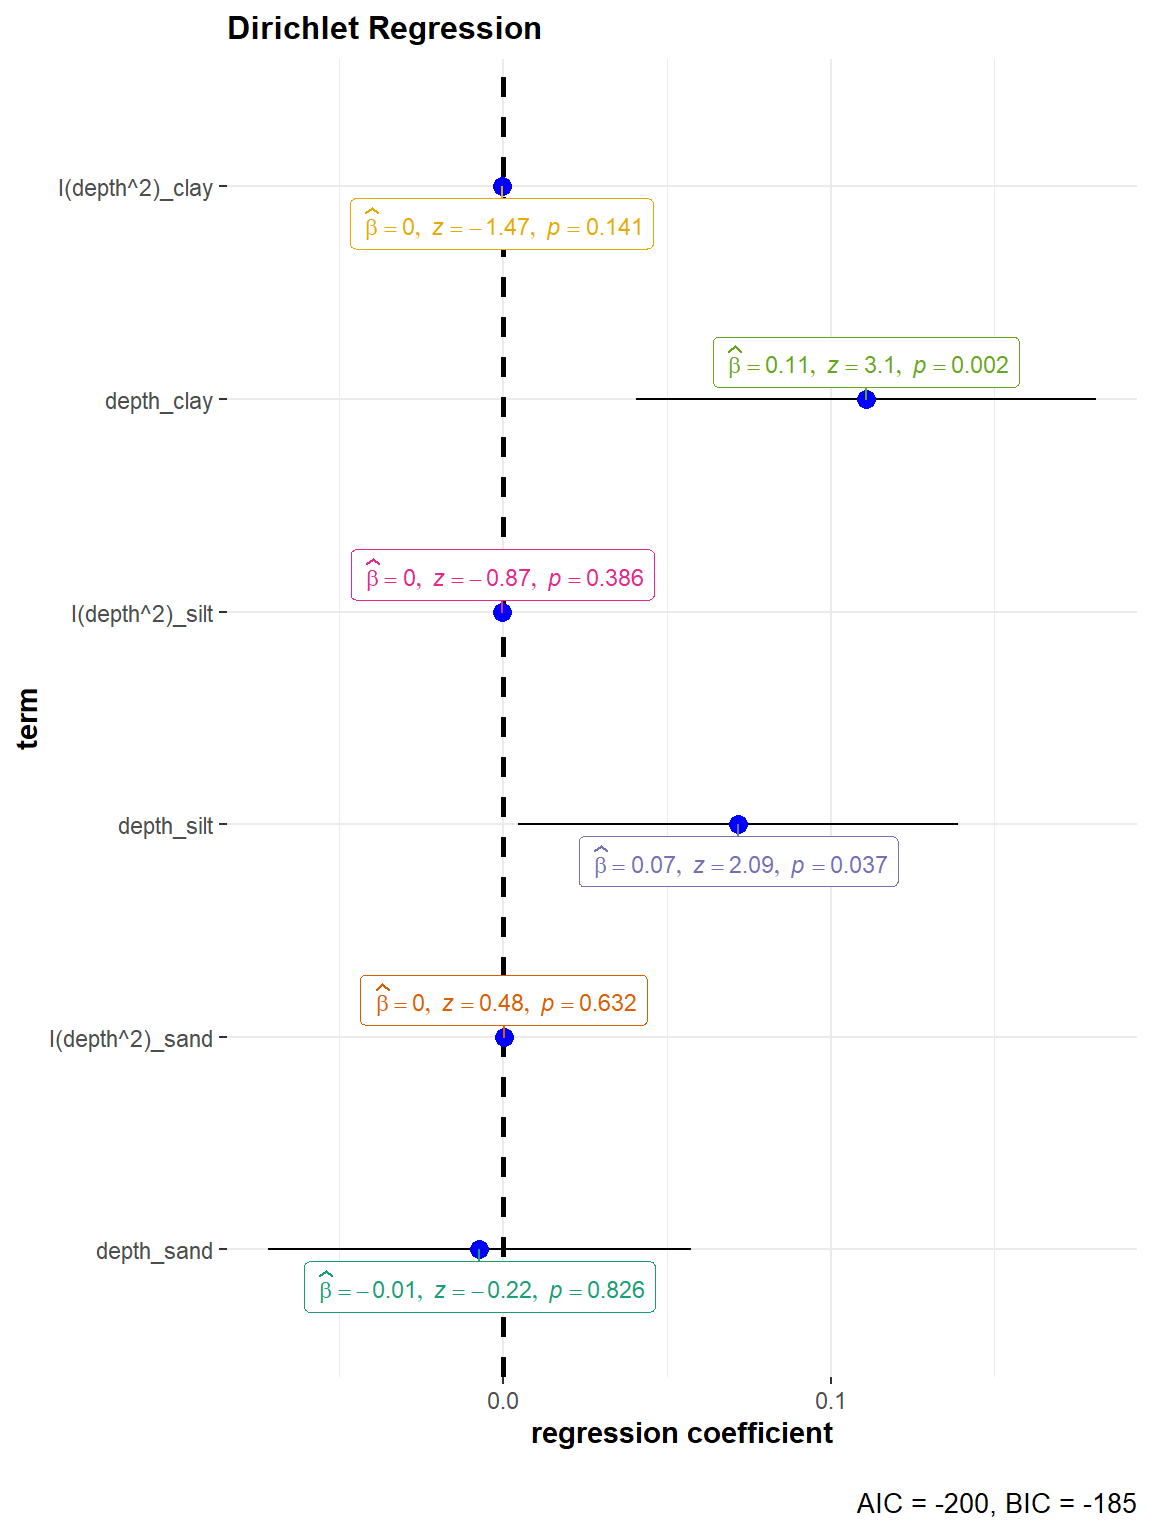 Dirichlet Regression
I(depth^2)_clay
β̂ = 0, z = −1.47, p = 0.141
β̂ = 0.11, z = 3.1, p = 0.002
depth_clay
β̂ = 0, z = −0.87, p = 0.386
I(depth^2)_silt
term
depth_silt
β̂ = 0.07, z = 2.09, p = 0.037
β̂ = 0, z = 0.48, p = 0.632
I(depth^2)_sand
depth_sand
β̂ = −0.01, z = −0.22, p = 0.826
0.0 0.1
regression coefficient
AIC = -200, BIC = -185